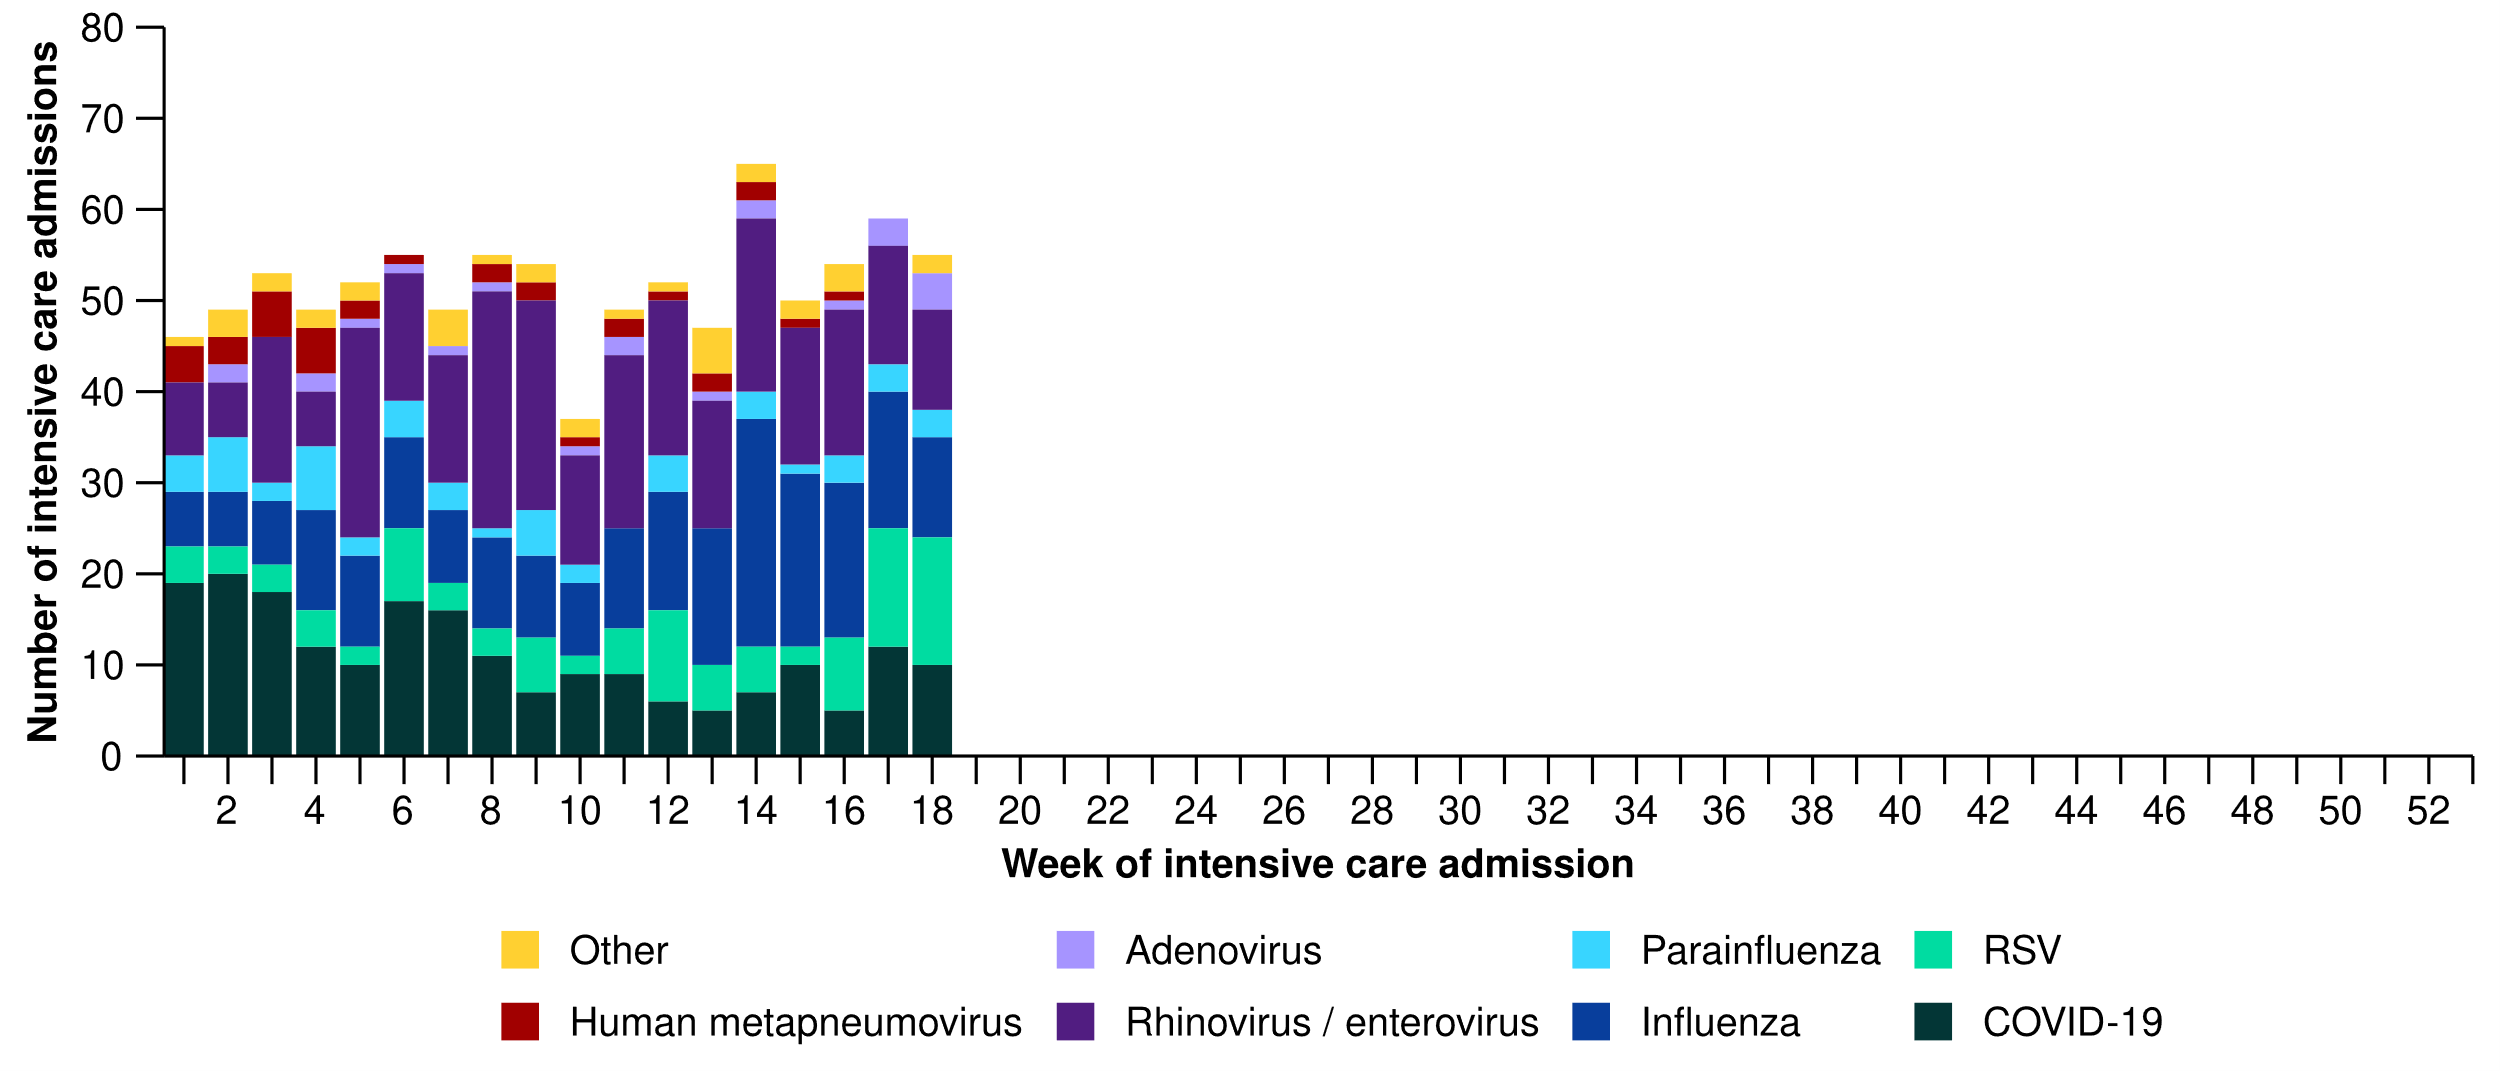 Number of intensive care admissions
80
70
60
50
40
30
20
10
0
2 4 6 8 10 12 14 16 18 20 22 24 26 28 30 32 34 36 38 40 42 44 46 48 50 52
Week of intensive care admission
Other Adenovirus Parainfluenza RSV
Human metapneumovirus Rhinovirus / enterovirus Influenza COVID-19